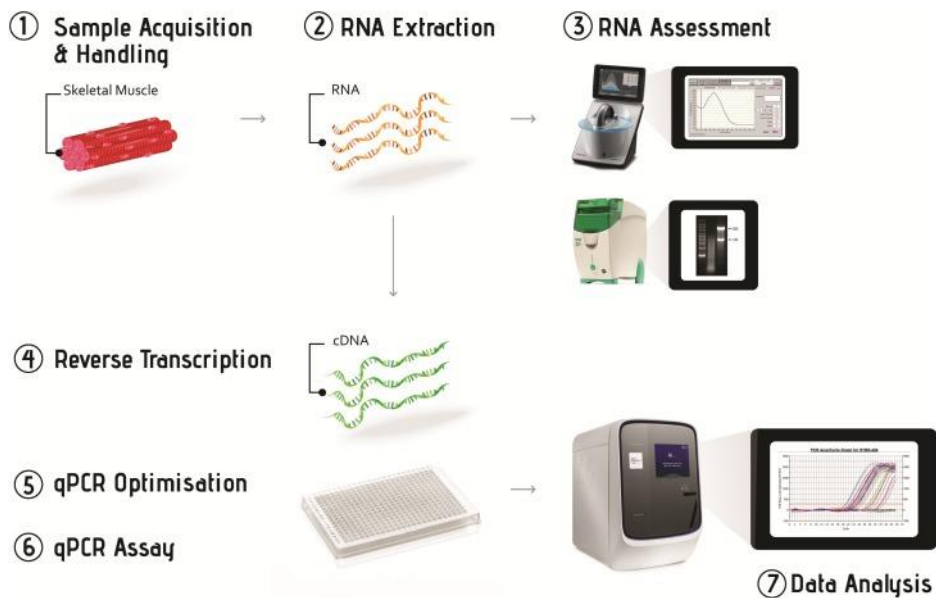 ① Sample Acquisition
& Handling
Skeletal Muscle
② RNA Extraction
RNA
③ RNA Assessment
④ Reverse Transcription
cDNA
⑤ qPCR Optimisation
⑥ qPCR Assay
⑦ Data Analysis